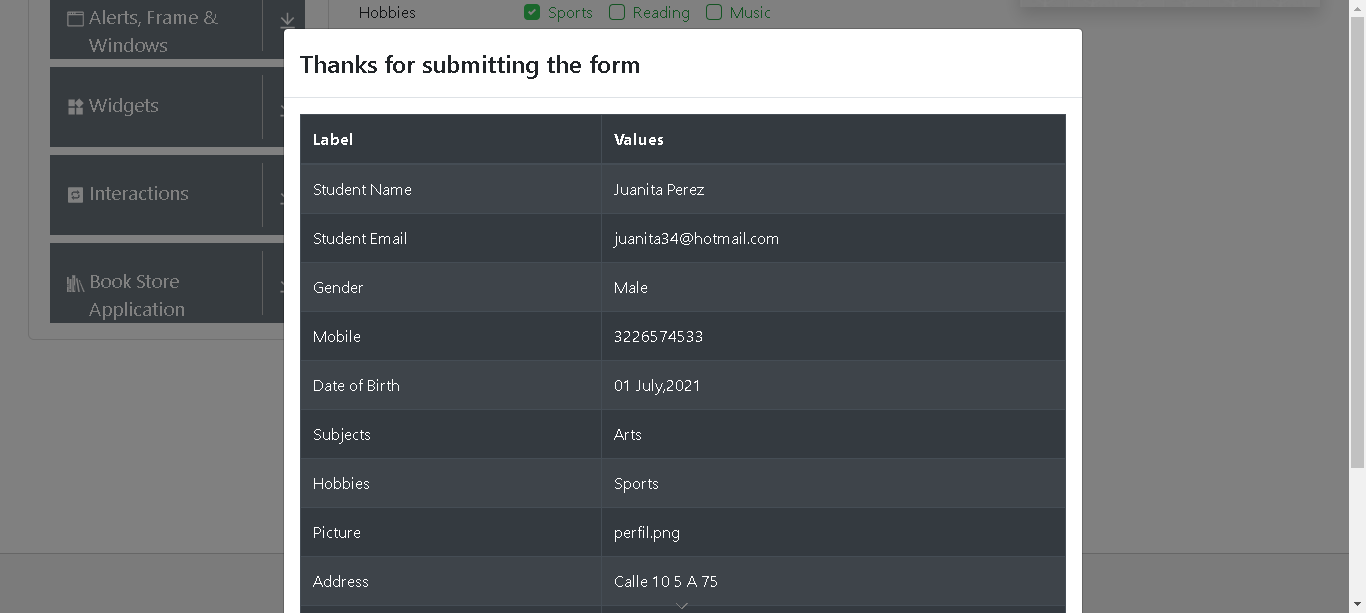 Alerts, Frame &
Windows
Hobbies Sports Reading Music
Thanks for submitting the form
Widgets
Interactions
Book Store
Application
Label Values
Student Name Juanita Perez
Student Email juanita34@hotmail.com
Gender Male
Mobile 3226574533
Date of Birth 01 July,2021
Subjects Arts
Hobbies Sports
Picture perfil.png
Address Calle 10 5 A 75